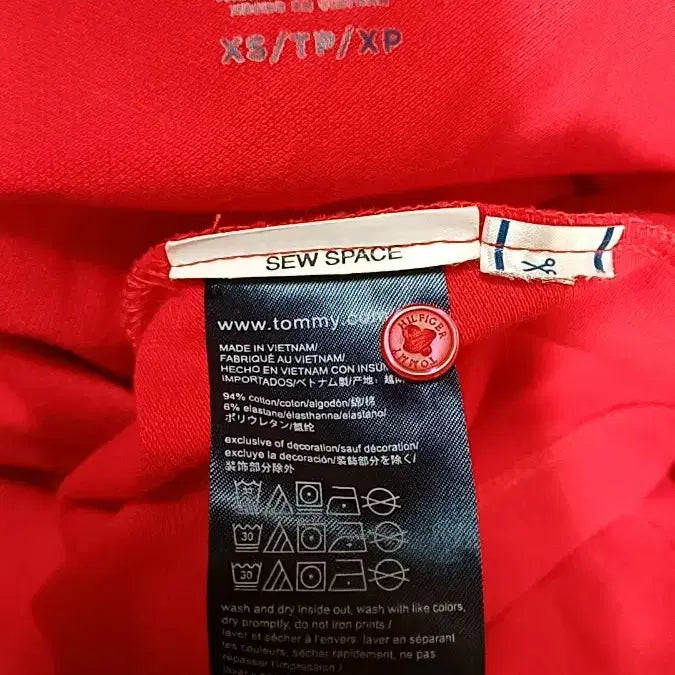 XS/TP/XP
SEW SPACE
www.tommy.com
HILFIGER
TOMMY
MADE IN VIETNAM/
FABRIQUÉ AU VIETNAM/
HECHO EN VIETNAM CON
IMPORTADOS/ベトナム製/产地：越
94% cotton/coton/algodón/綿/棉
6% elastane/élasthanne/elastano/
ポリウレタン/氨纶
exclusive of decoration/sauf décoration/
excluye la decoración/装飾部分を除く/
装饰部分除外
30
30
30
wash and dry inside out, wash with like colors,
dry promptly, do not iron prints/
laver et sécher à l'envers, laver en séparant
les couleurs, sécher rapidement, ne pas
repasser l'impression/